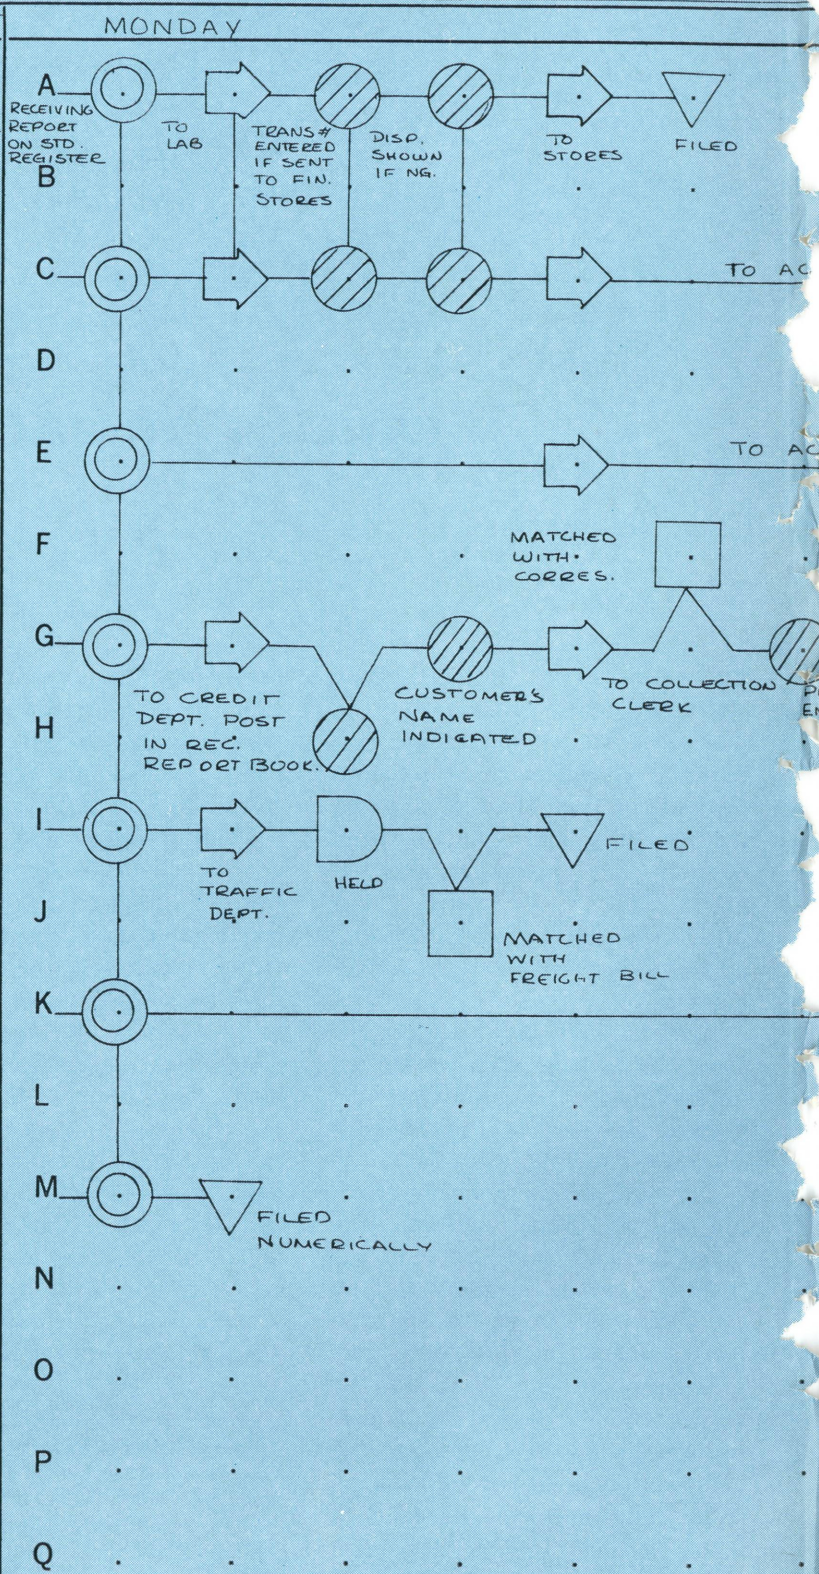 MONDAY
A
RECEIVING
REPORT
ON STD.
REGISTER
TO
LAB
TRANS#
ENTERED
IF SENT
TO FIN.
STORES
DISP.
SHOWN
IF NG.
TO
STORES
FILED
B
C
TO AC
D
E
TO AC
F
MATCHED
WITH
CORRES.
G
TO CREDIT
DEPT. POST
IN REC.
REPORT BOOK.
CUSTOMER'S
NAME
INDICATED
TO COLLECTION
CLERK
H
I
TO
TRAFFIC
DEPT.
HELD
FILED
J
MATCHED
WITH
FREIGHT BILL
K
L
M
FILED
NUMERICALLY
N
O
P
Q